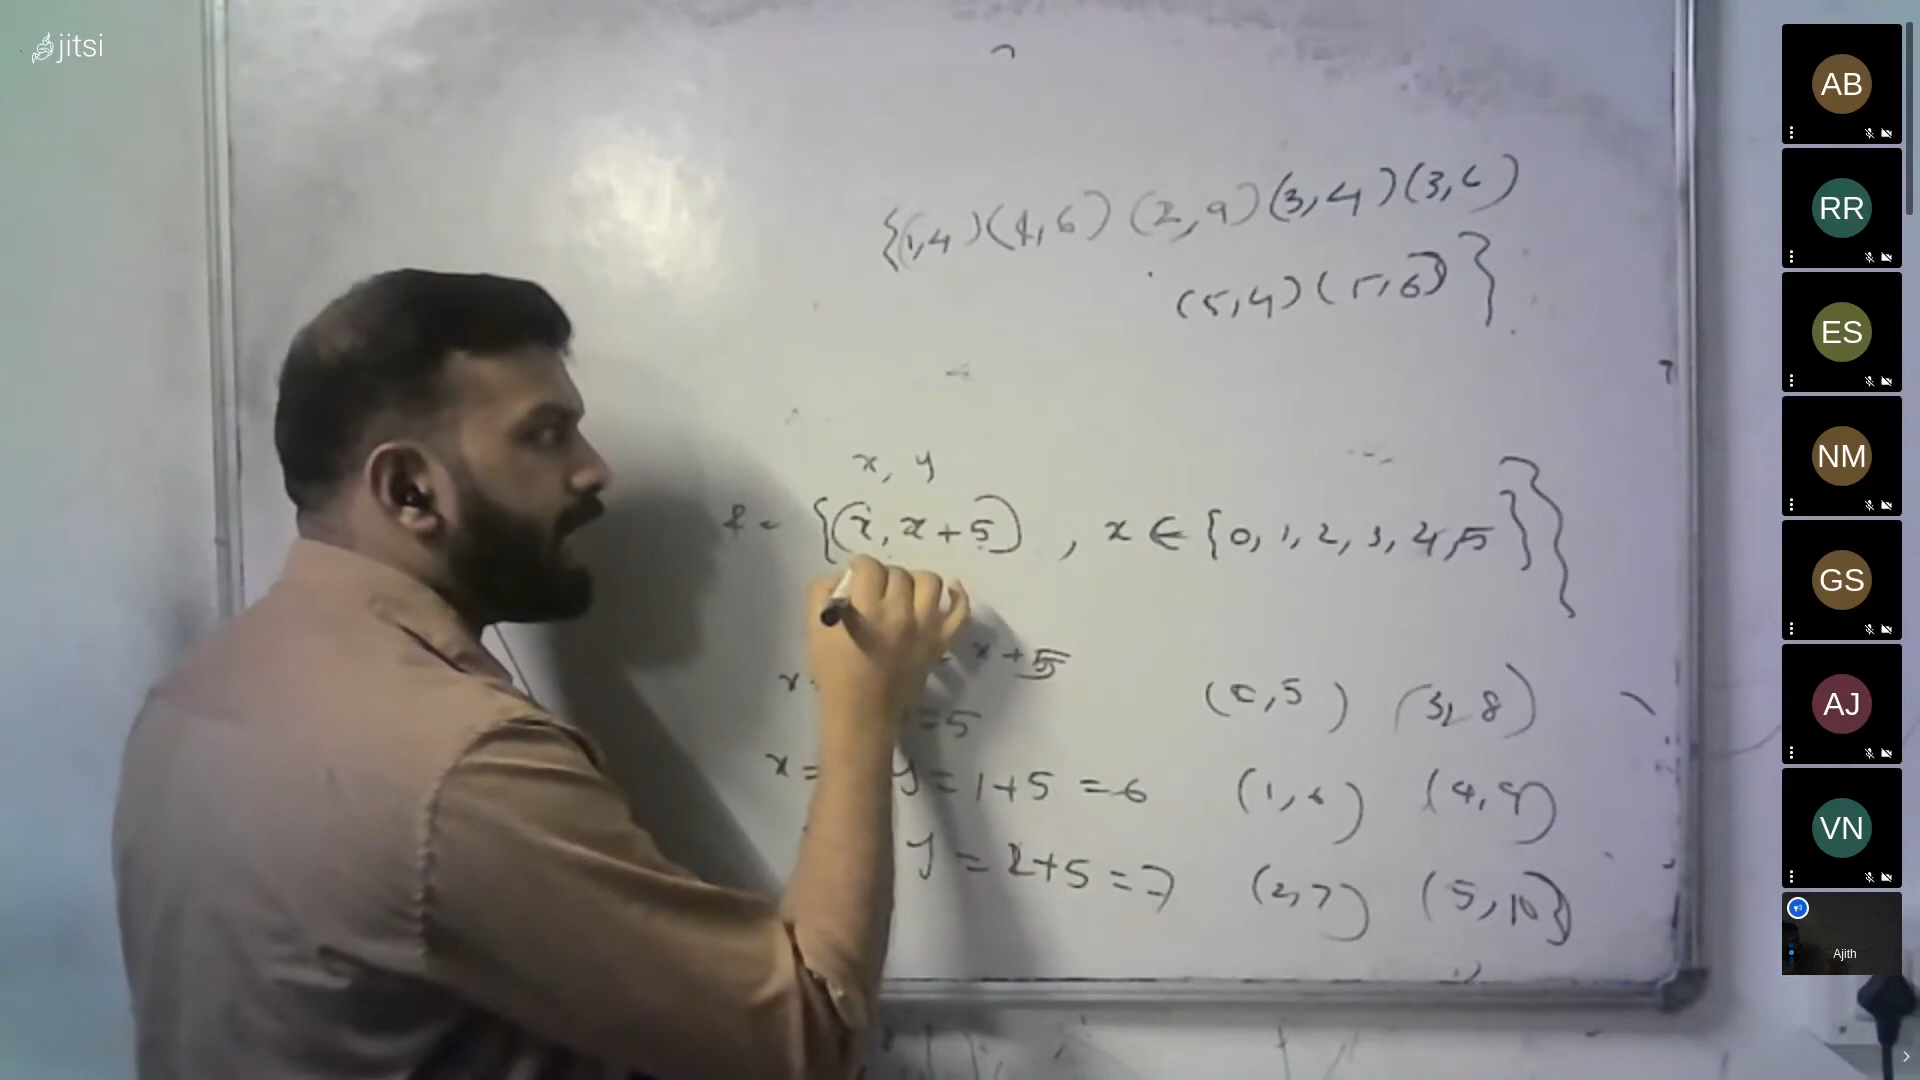 jitsi
{(1,4)(1,6)(2,9)(3,4)(3,6)
(5,4)(5,6)}
x, y
R = {(x, x+5) , x ∈ {0, 1, 2, 3, 4, 5}}
x+5
(0,5) (3, 8)
=5
x= y=1+5=6 (1,6) (4,9)
y=2+5=7 (2,7) (5,10)}
AB
RR
ES
NM
GS
AJ
VN
Ajith